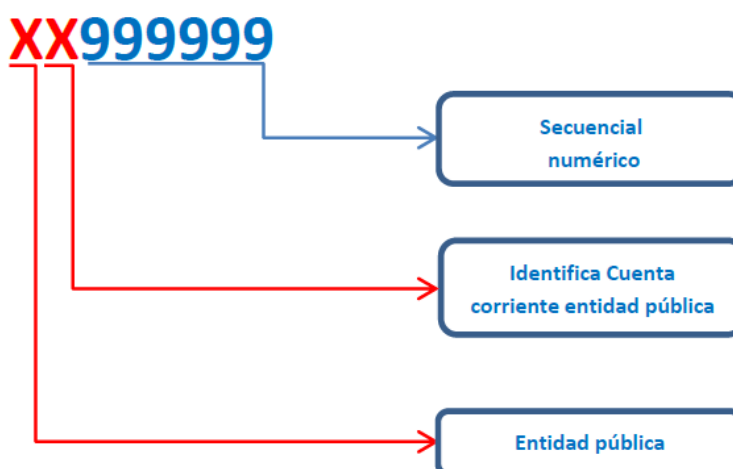 XX999999
Secuencial
numérico
Identifica Cuenta
corriente entidad pública
Entidad pública